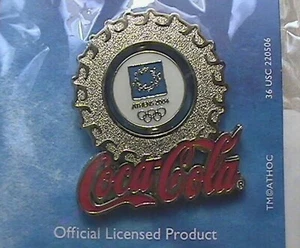 ATHENS 2004
Coca-Cola®
Official Licensed Product
36 USC 220506
TM©ATHOC